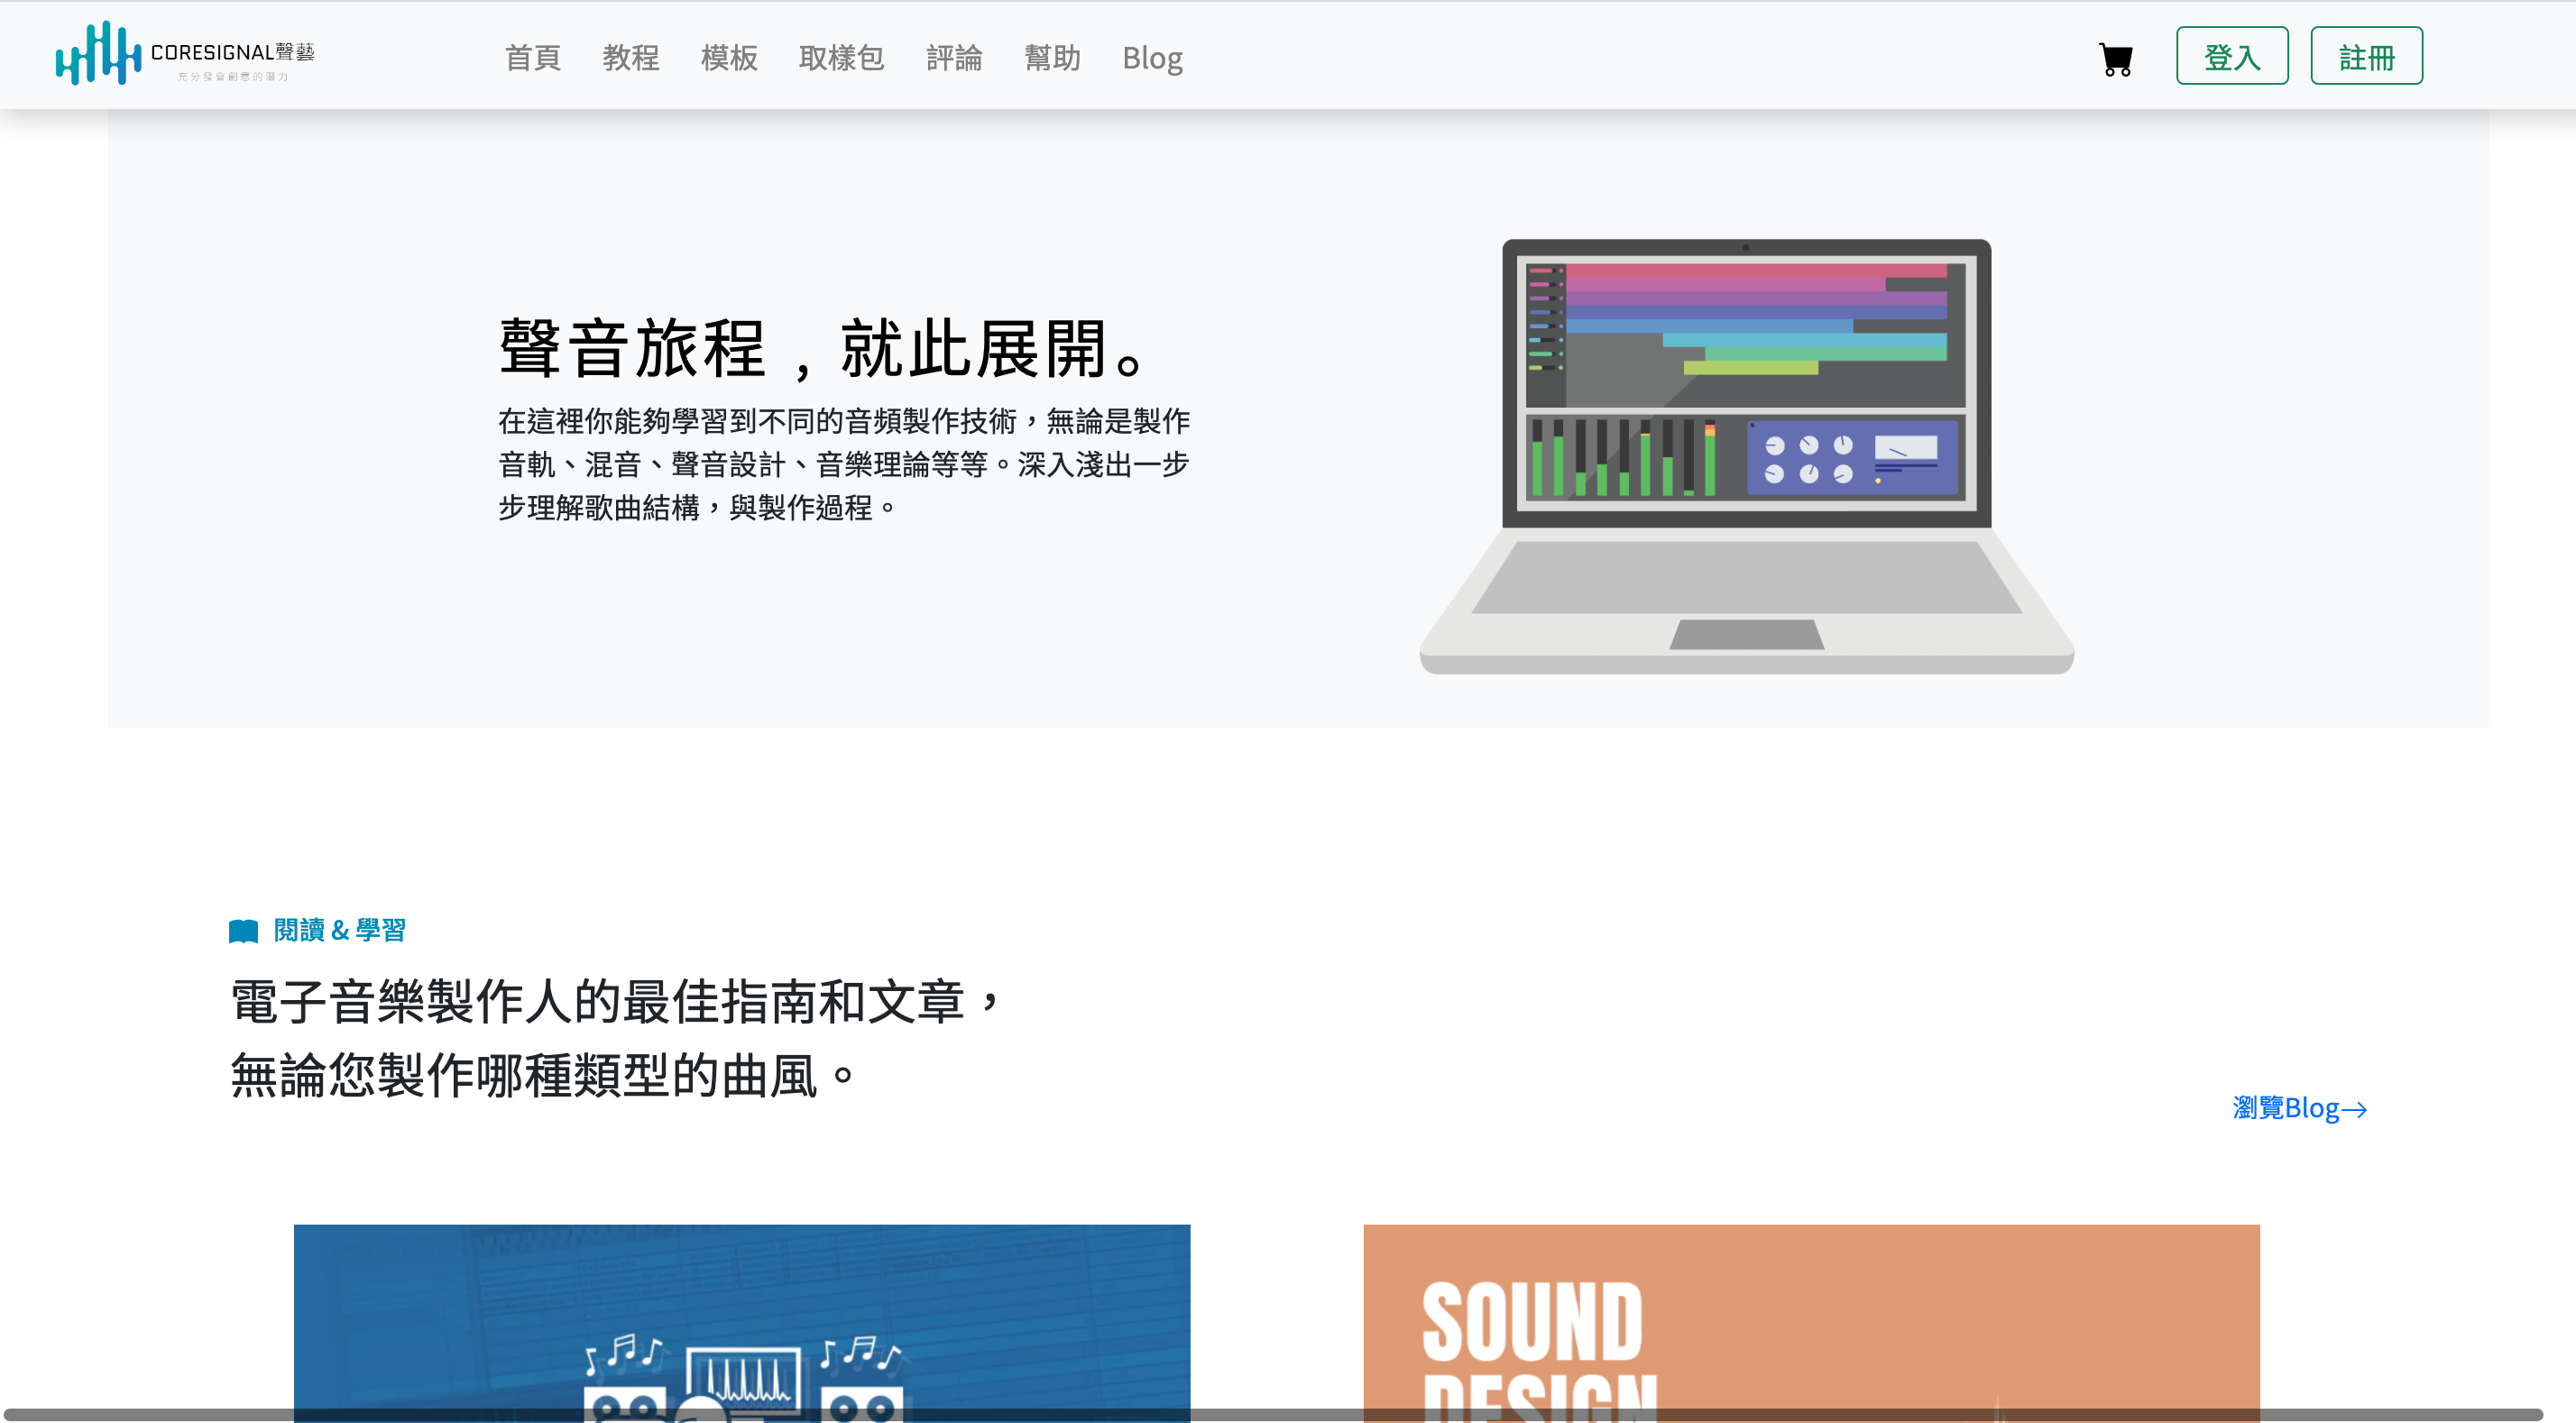 CORESIGNAL聲藝
充分發會創意的潛力
首頁 教程 模板 取樣包 評論 幫助 Blog
登入 註冊
聲音旅程，就此展開。
在這裡你能夠學習到不同的音頻製作技術，無論是製作
音軌、混音、聲音設計、音樂理論等等。深入淺出一步
步理解歌曲結構，與製作過程。
閱讀 & 學習
電子音樂製作人的最佳指南和文章，
無論您製作哪種類型的曲風。
瀏覽Blog→
SOUND
DESIGN